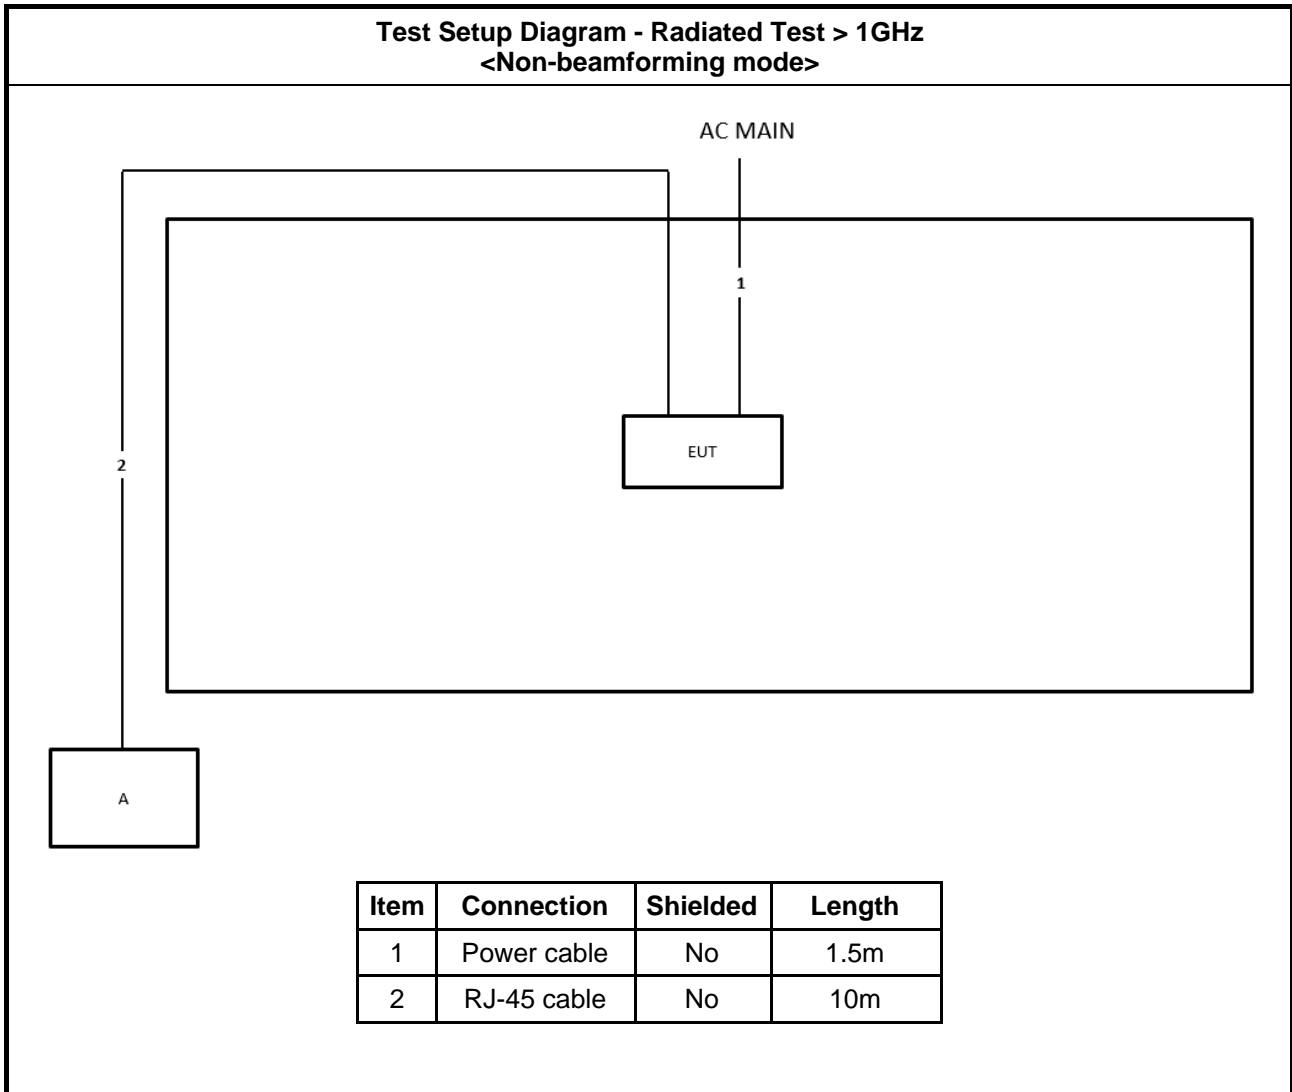 Test Setup Diagram - Radiated Test > 1GHz
<Non-beamforming mode>
AC MAIN
1
EUT
2
A
Item Connection Shielded Length
1 Power cable No 1.5m
2 RJ-45 cable No 10m